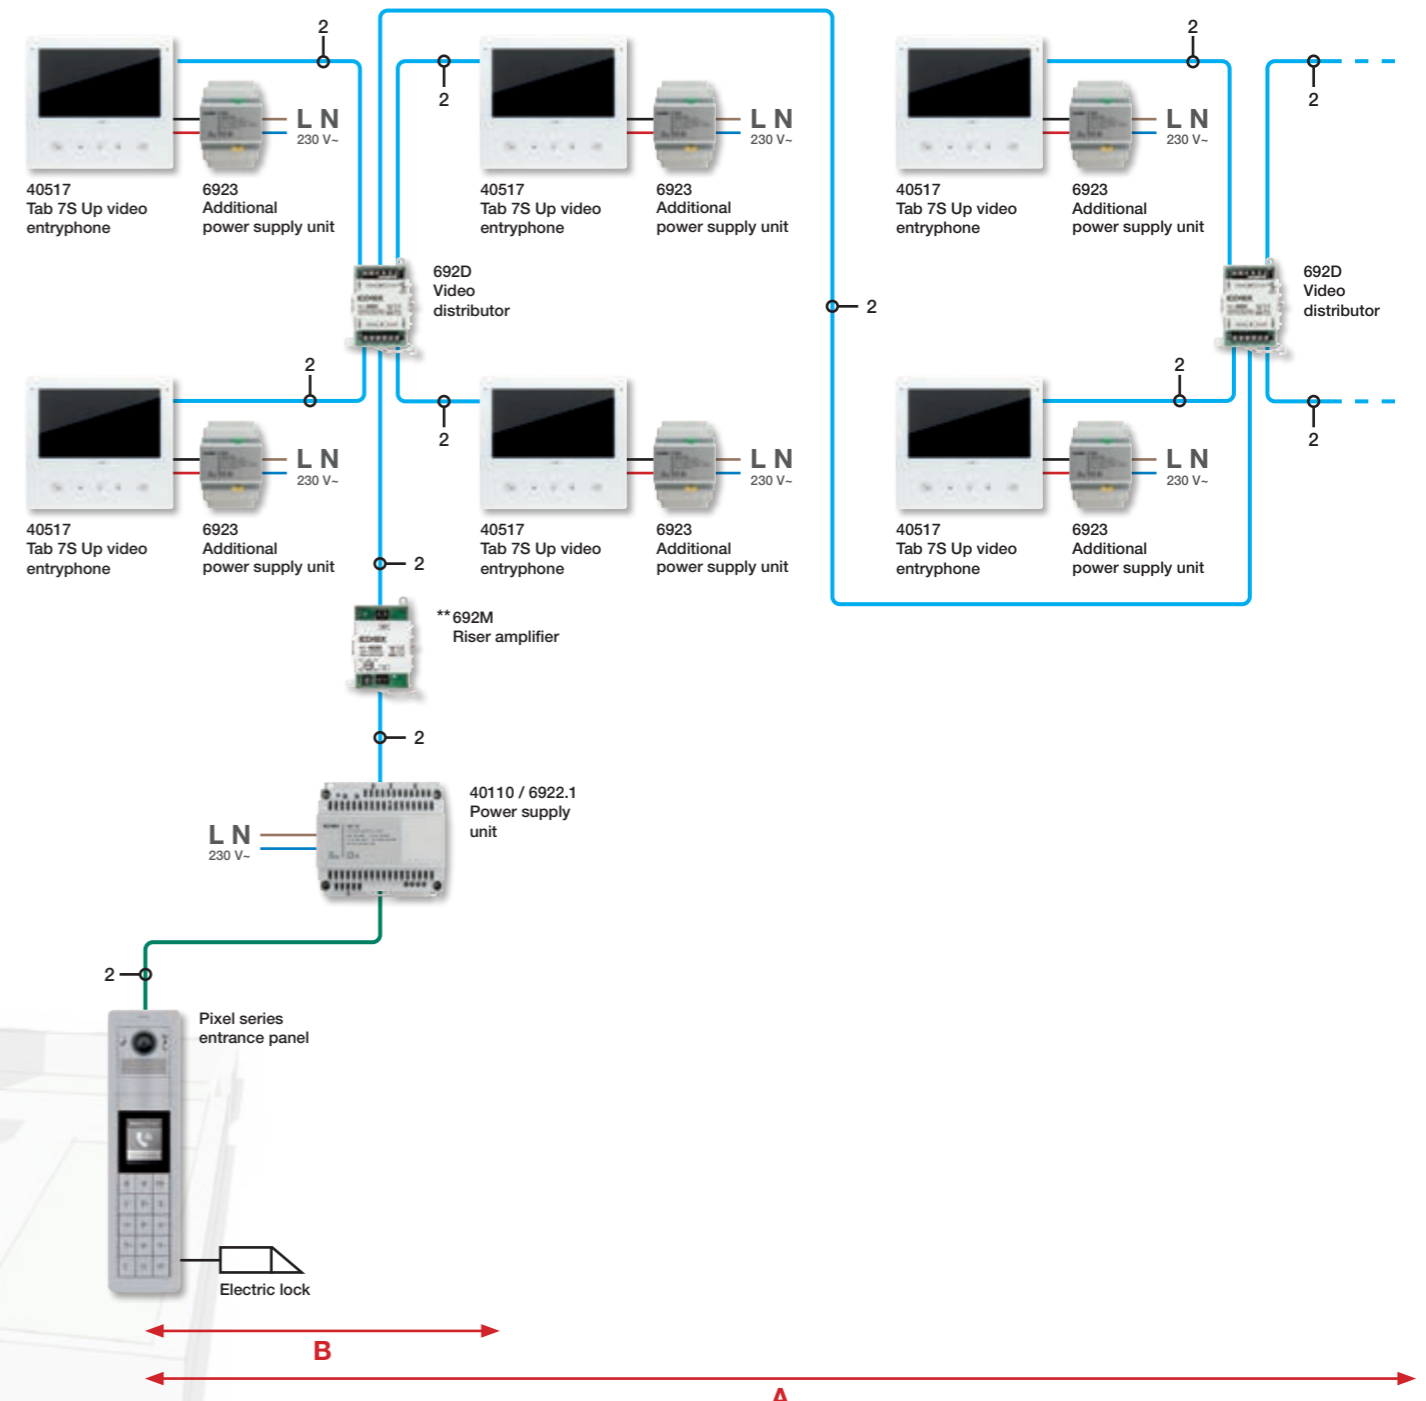 2
2
2
2
L N
230 V~
L N
230 V~
L N
230 V~
40517
Tab 7S Up video
entryphone
6923
Additional
power supply unit
40517
Tab 7S Up video
entryphone
6923
Additional
power supply unit
40517
Tab 7S Up video
entryphone
6923
Additional
power supply unit
692D
Video
distributor
2
692D
Video
distributor
2
2
2
2
L N
230 V~
L N
230 V~
L N
230 V~
40517
Tab 7S Up video
entryphone
6923
Additional
power supply unit
40517
Tab 7S Up video
entryphone
6923
Additional
power supply unit
40517
Tab 7S Up video
entryphone
6923
Additional
power supply unit
2
**692M
Riser amplifier
2
40110 / 6922.1
Power supply
unit
L N
230 V~
2
Pixel series
entrance panel
Electric lock
B
A